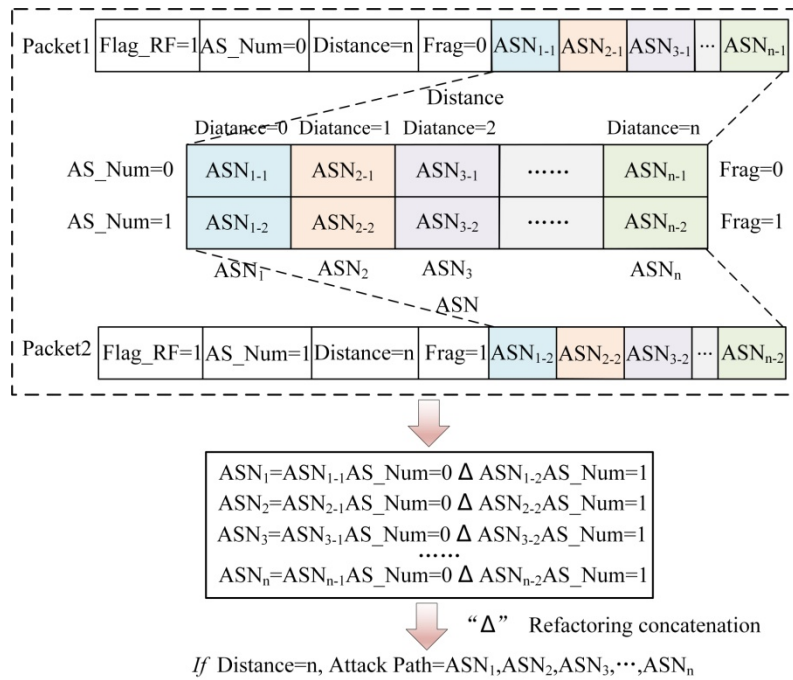 Packet1 Flag_RF=1 AS_Num=0 Distance=n Frag=0 ASN₁₋₁ ASN₂₋₁ ASN₃₋₁ ··· ASNₙ₋₁
Distance
Diatance=0 Diatance=1 Diatance=2 Diatance=n
AS_Num=0 ASN₁₋₁ ASN₂₋₁ ASN₃₋₁ ······ ASNₙ₋₁ Frag=0
AS_Num=1 ASN₁₋₂ ASN₂₋₂ ASN₃₋₂ ······ ASNₙ₋₂ Frag=1
ASN₁ ASN₂ ASN₃ ASNₙ
ASN
Packet2 Flag_RF=1 AS_Num=1 Distance=n Frag=1 ASN₁₋₂ ASN₂₋₂ ASN₃₋₂ ··· ASNₙ₋₂
ASN₁=ASN₁₋₁AS_Num=0 Δ ASN₁₋₂AS_Num=1
ASN₂=ASN₂₋₁AS_Num=0 Δ ASN₂₋₂AS_Num=1
ASN₃=ASN₃₋₁AS_Num=0 Δ ASN₃₋₂AS_Num=1
······
ASNₙ=ASNₙ₋₁AS_Num=0 Δ ASNₙ₋₂AS_Num=1
“Δ” Refactoring concatenation
If Distance=n, Attack Path=ASN₁,ASN₂,ASN₃,···,ASNₙ